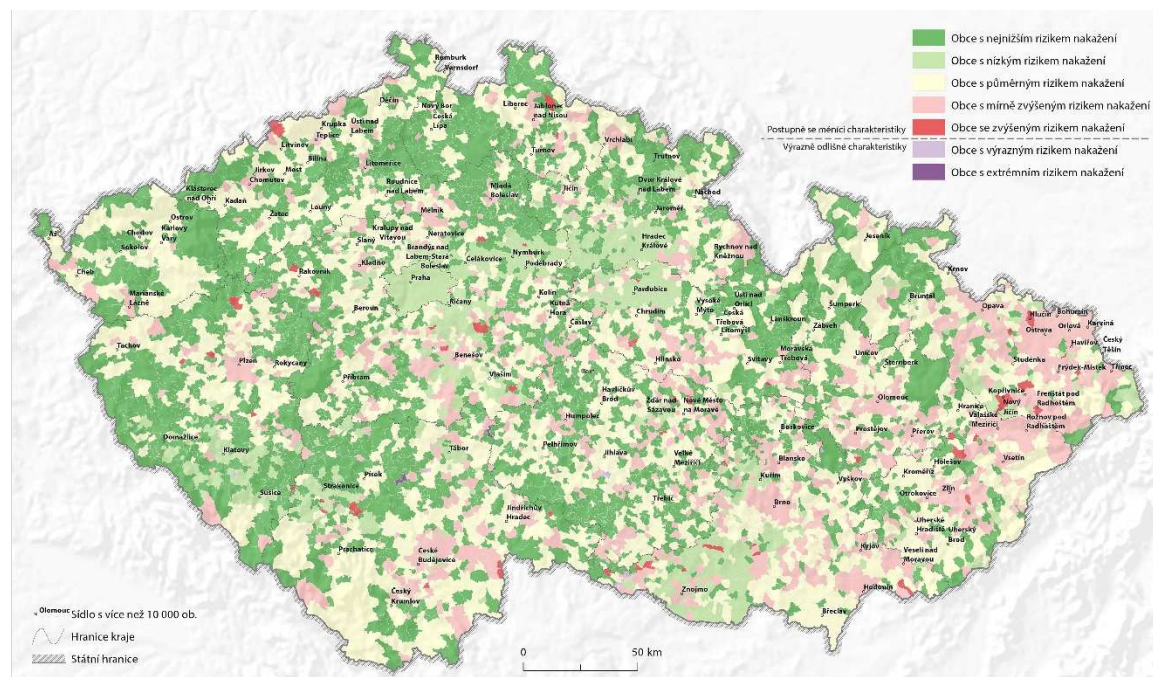 Obce s nejnižším rizikem nakažení
Obce s nízkým rizikem nakažení
Obce s půměrným rizikem nakažení
Obce s mírně zvýšeným rizikem nakažení
Obce se zvýšeným rizikem nakažení
Postupně se měnící charakteristiky
Výrazně odlišné charakteristiky
Obce s výrazným rizikem nakažení
Obce s extrémním rizikem nakažení
Rumburk
Varnsdorf
Děčín
Nový Bor
Česká
Lípa
Liberec
Jablonec
nad Nisou
Krupka
Teplice
Ústí nad
Labem
Litvínov
Bílina
Most
Jirkov
Chomutov
Litoměřice
Roudnice
nad Labem
Turnov
Vrchlabí
Trutnov
Dvůr Králové
nad Labem
Náchod
Jaroměř
Jičín
Mladá
Boleslav
Mělník
Klášterec
nad Ohří
Kadaň
Žatec
Louny
Ostrov
Karlovy
Vary
Chodov
Sokolov
Aš
Cheb
Mariánské
Lázně
Tachov
Slaný
Kralupy nad
Vltavou
Neratovice
Kladno
Brandýs nad
Labem-Stará
Boleslav
Čelákovice
Praha
Říčany
Nymburk
Poděbrady
Hradec
Králové
Rychnov nad
Kněžnou
Rakovník
Beroun
Kolín
Kutná
Hora
Čáslav
Pardubice
Chrudim
Vysoké
Mýto
Ústí nad
Orlicí
Česká
Třebová
Litomyšl
Lanškroun
Moravská
Třebová
Svitavy
Hlinsko
Jeseník
Krnov
Bruntál
Šumperk
Zábřeh
Uničov
Šternberk
Olomouc
Opava
Hlučín
Bohumín
Ostrava
Orlová
Karviná
Havířov
Český
Těšín
Třinec
Studénka
Frýdek-Místek
Kopřivnice
Nový
Jičín
Frenštát pod
Radhoštěm
Rožnov pod
Radhoštěm
Hranice
Valašské
Meziříčí
Vsetín
Plzeň
Rokycany
Příbram
Benešov
Vlašim
Havlíčkův
Brod
Žďár nad
Sázavou
Nové Město
na Moravě
Humpolec
Pelhřimov
Jihlava
Velké
Meziříčí
Třebíč
Boskovice
Blansko
Kuřim
Brno
Vyškov
Prostějov
Přerov
Kroměříž
Holešov
Zlín
Otrokovice
Uherské
Hradiště
Uherský
Brod
Kyjov
Veselí nad
Moravou
Hodonín
Břeclav
Znojmo
Domažlice
Klatovy
Sušice
Strakonice
Písek
Tábor
Jindřichův
Hradec
Prachatice
České
Budějovice
Český
Krumlov
Olomouc Sídlo s více než 10 000 ob.
Hranice kraje
Státní hranice
0 50 km